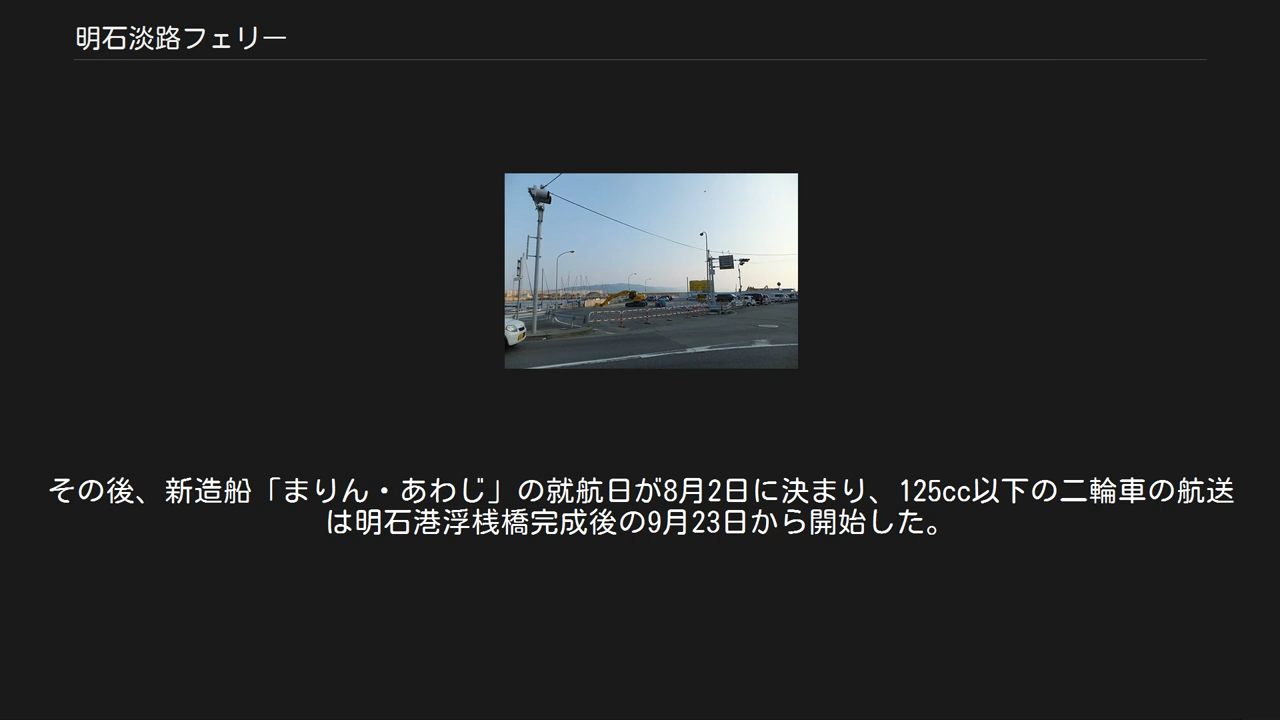 明石淡路フェリー
その後、新造船「まりん・あわじ」の就航日が8月2日に決まり、125cc以下の二輪車の航送
は明石港浮桟橋完成後の9月23日から開始した。